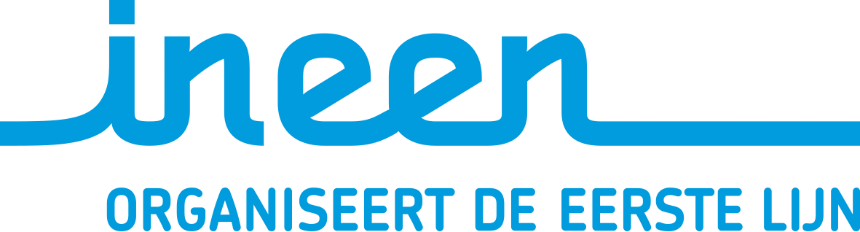 ineen
ORGANISEERT DE EERSTE LIJN